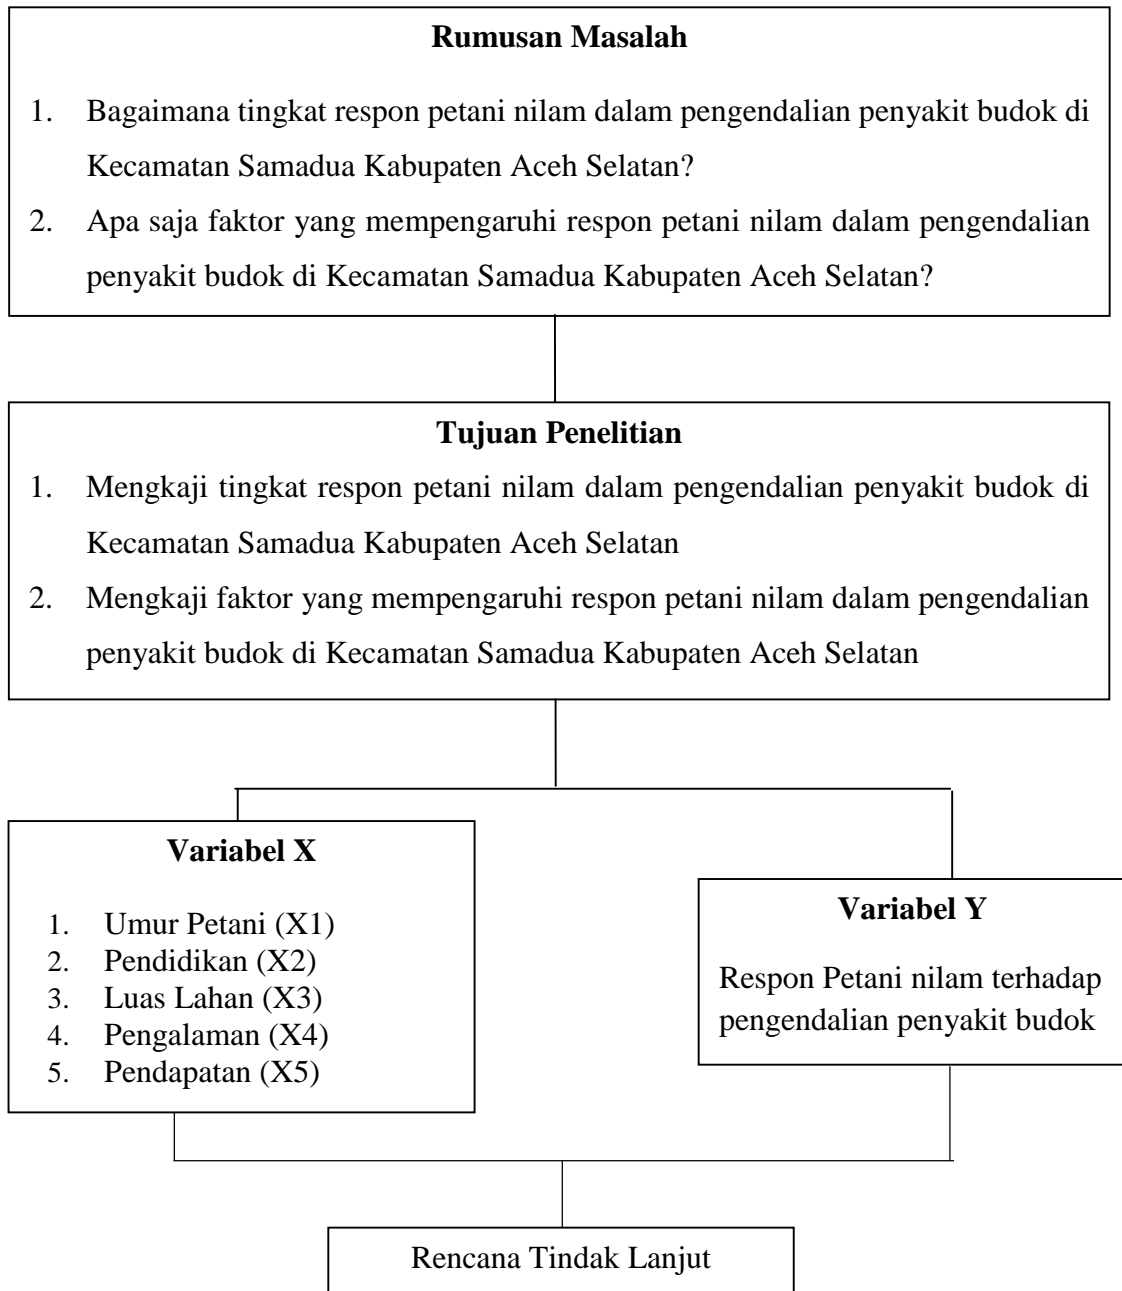 Rumusan Masalah
1. Bagaimana tingkat respon petani nilam dalam pengendalian penyakit budok di
Kecamatan Samadua Kabupaten Aceh Selatan?
2. Apa saja faktor yang mempengaruhi respon petani nilam dalam pengendalian
penyakit budok di Kecamatan Samadua Kabupaten Aceh Selatan?
Tujuan Penelitian
1. Mengkaji tingkat respon petani nilam dalam pengendalian penyakit budok di
Kecamatan Samadua Kabupaten Aceh Selatan
2. Mengkaji faktor yang mempengaruhi respon petani nilam dalam pengendalian
penyakit budok di Kecamatan Samadua Kabupaten Aceh Selatan
Variabel X
1. Umur Petani (X1)
2. Pendidikan (X2)
3. Luas Lahan (X3)
4. Pengalaman (X4)
5. Pendapatan (X5)
Variabel Y
Respon Petani nilam terhadap
pengendalian penyakit budok
Rencana Tindak Lanjut